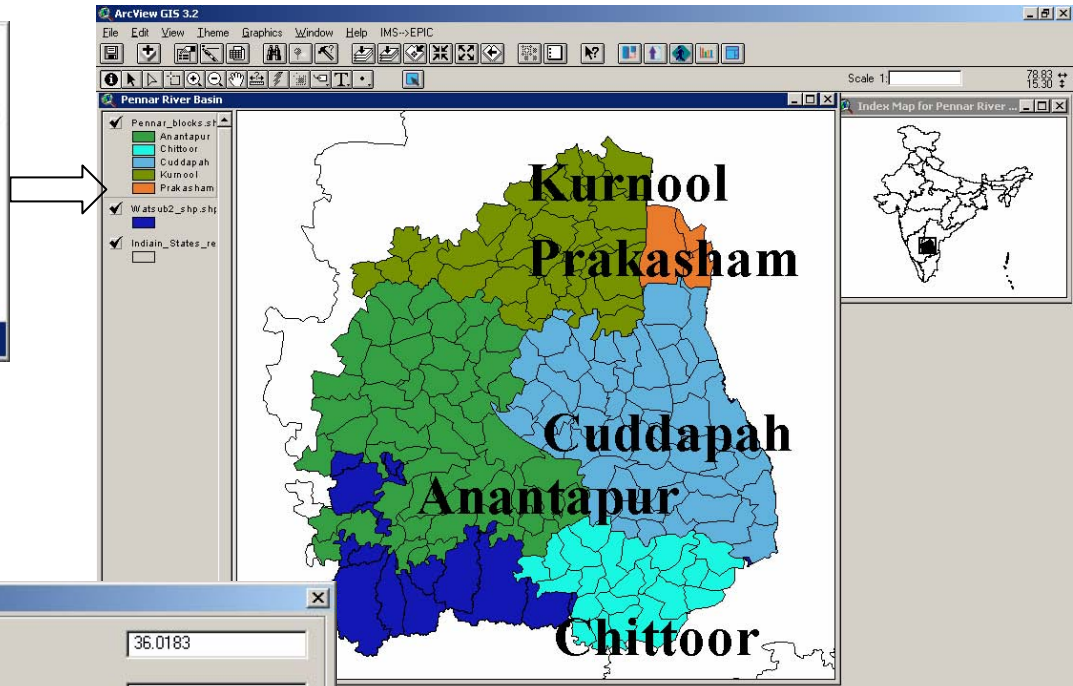 ArcView GIS 3.2
File Edit View Theme Graphics Window Help IMS-->EPIC
Scale 1:
78.83
15.30
Pennar River Basin
Index Map for Pennar River ...
Pennar_blocks.sh
Anantapur
Chittoor
Cuddapah
Kurnool
Prakasham
Watsub2_shp.shp
Indiain_States_re
Kurnool
Prakasham
Cuddapah
Anantapur
Chittoor
36.0183